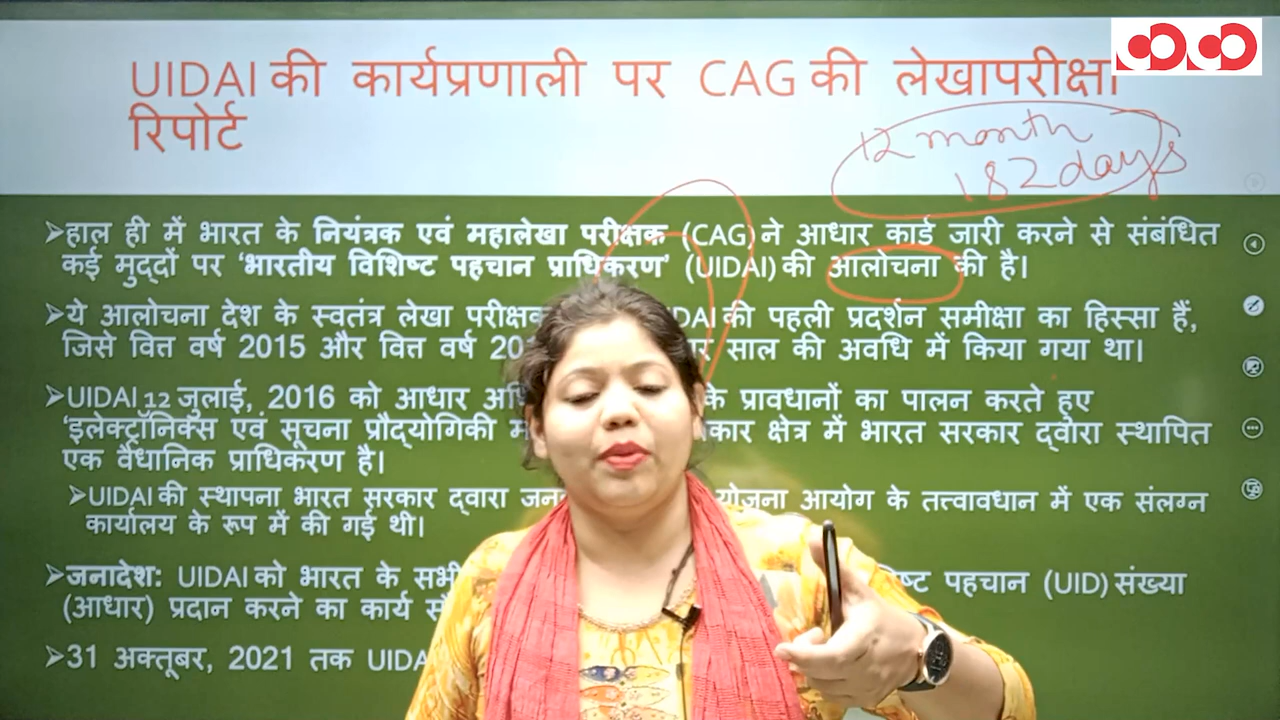 UIDAI की कार्यप्रणाली पर CAG की लेखापरीक्षा
रिपोर्ट
12 month
182 days
➢हाल ही में भारत के नियंत्रक एवं महालेखा परीक्षक (CAG) ने आधार कार्ड जारी करने से संबंधित
कई मुद्दों पर ‘भारतीय विशिष्ट पहचान प्राधिकरण’ (UIDAI) की आलोचना की है।
➢ये आलोचना देश के स्वतंत्र लेखा परीक्षक की पहली प्रदर्शन समीक्षा का हिस्सा हैं,
जिसे वित्त वर्ष 2015 और वित्त वर्ष साल की अवधि में किया गया था।
➢UIDAI 12 जुलाई, 2016 को आधार के प्रावधानों का पालन करते हुए
‘इलेक्ट्रॉनिक्स एवं सूचना प्रौद्योगिकी क्षेत्र में भारत सरकार द्वारा स्थापित
एक वैधानिक प्राधिकरण है।
➢UIDAI की स्थापना भारत सरकार द्वारा योजना आयोग के तत्त्वावधान में एक संलग्न
कार्यालय के रूप में की गई थी।
➢जनादेश: UIDAI को भारत के सभी पहचान (UID) संख्या
(आधार) प्रदान करने का कार्य
➢31 अक्तूबर, 2021 तक